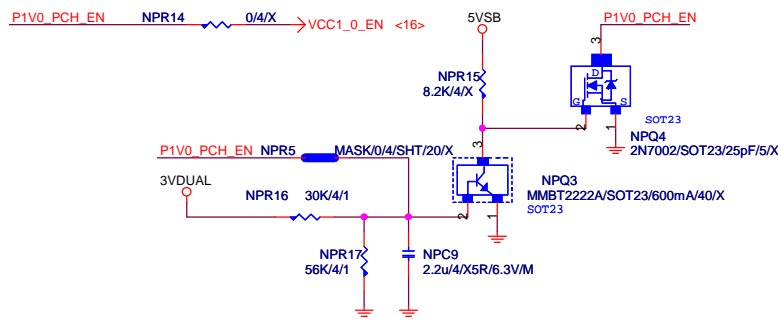 P1V0_PCH_EN
NPR14
0/4/X
VCC1_0_EN <16>
5VSB
P1V0_PCH_EN
NPR15
8.2K/4/X
3
D
G
S
2
1
SOT23
NPQ4
2N7002/SOT23/25pF/5/X
P1V0_PCH_EN
NPR5
MASK/0/4/SHT/20/X
3
3VDUAL
NPR16
30K/4/1
2
1
NPQ3
MMBT2222A/SOT23/600mA/40/X
SOT23
NPR17
56K/4/1
NPC9
2.2u/4/X5R/6.3V/M